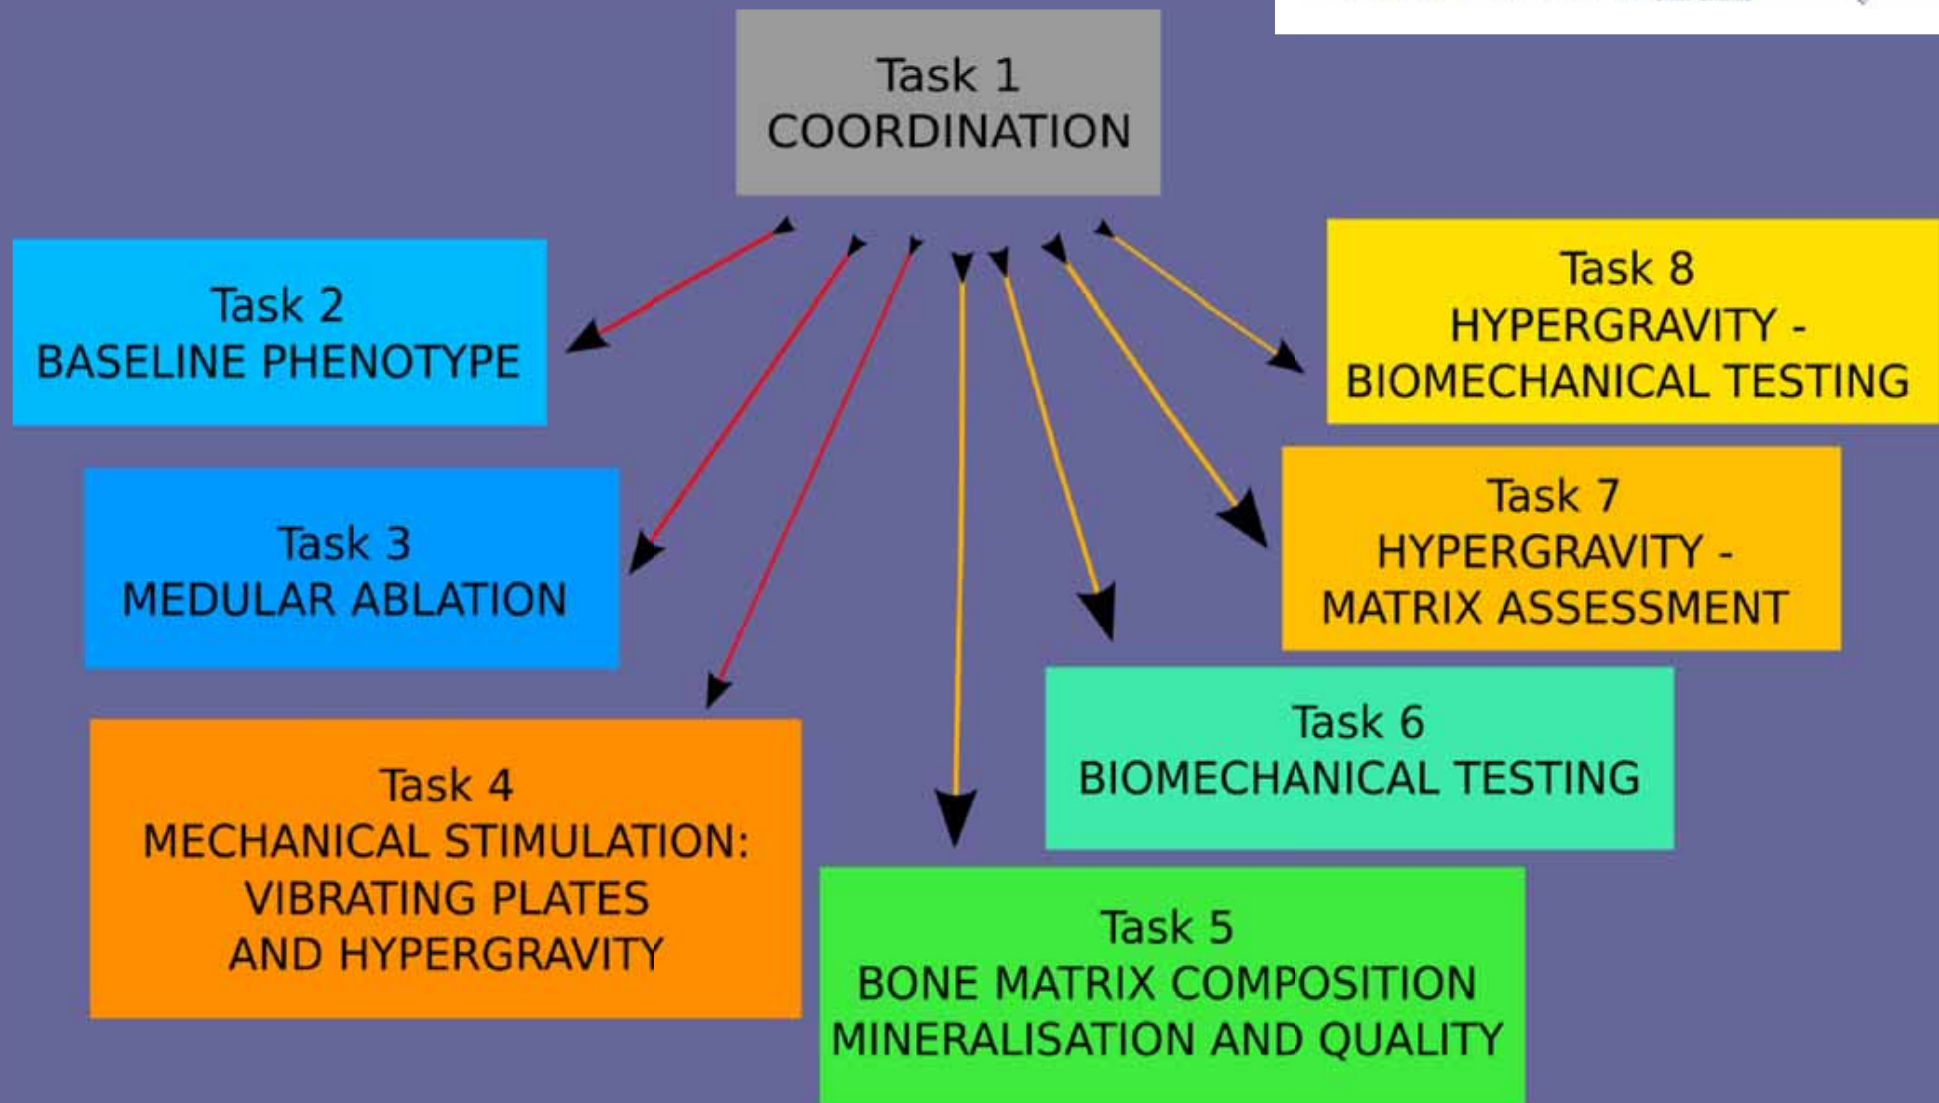 Task 1
COORDINATION
Task 2
BASELINE PHENOTYPE
Task 3
MEDULAR ABLATION
Task 4
MECHANICAL STIMULATION:
VIBRATING PLATES
AND HYPERGRAVITY
Task 5
BONE MATRIX COMPOSITION
MINERALISATION AND QUALITY
Task 6
BIOMECHANICAL TESTING
Task 7
HYPERGRAVITY -
MATRIX ASSESSMENT
Task 8
HYPERGRAVITY -
BIOMECHANICAL TESTING